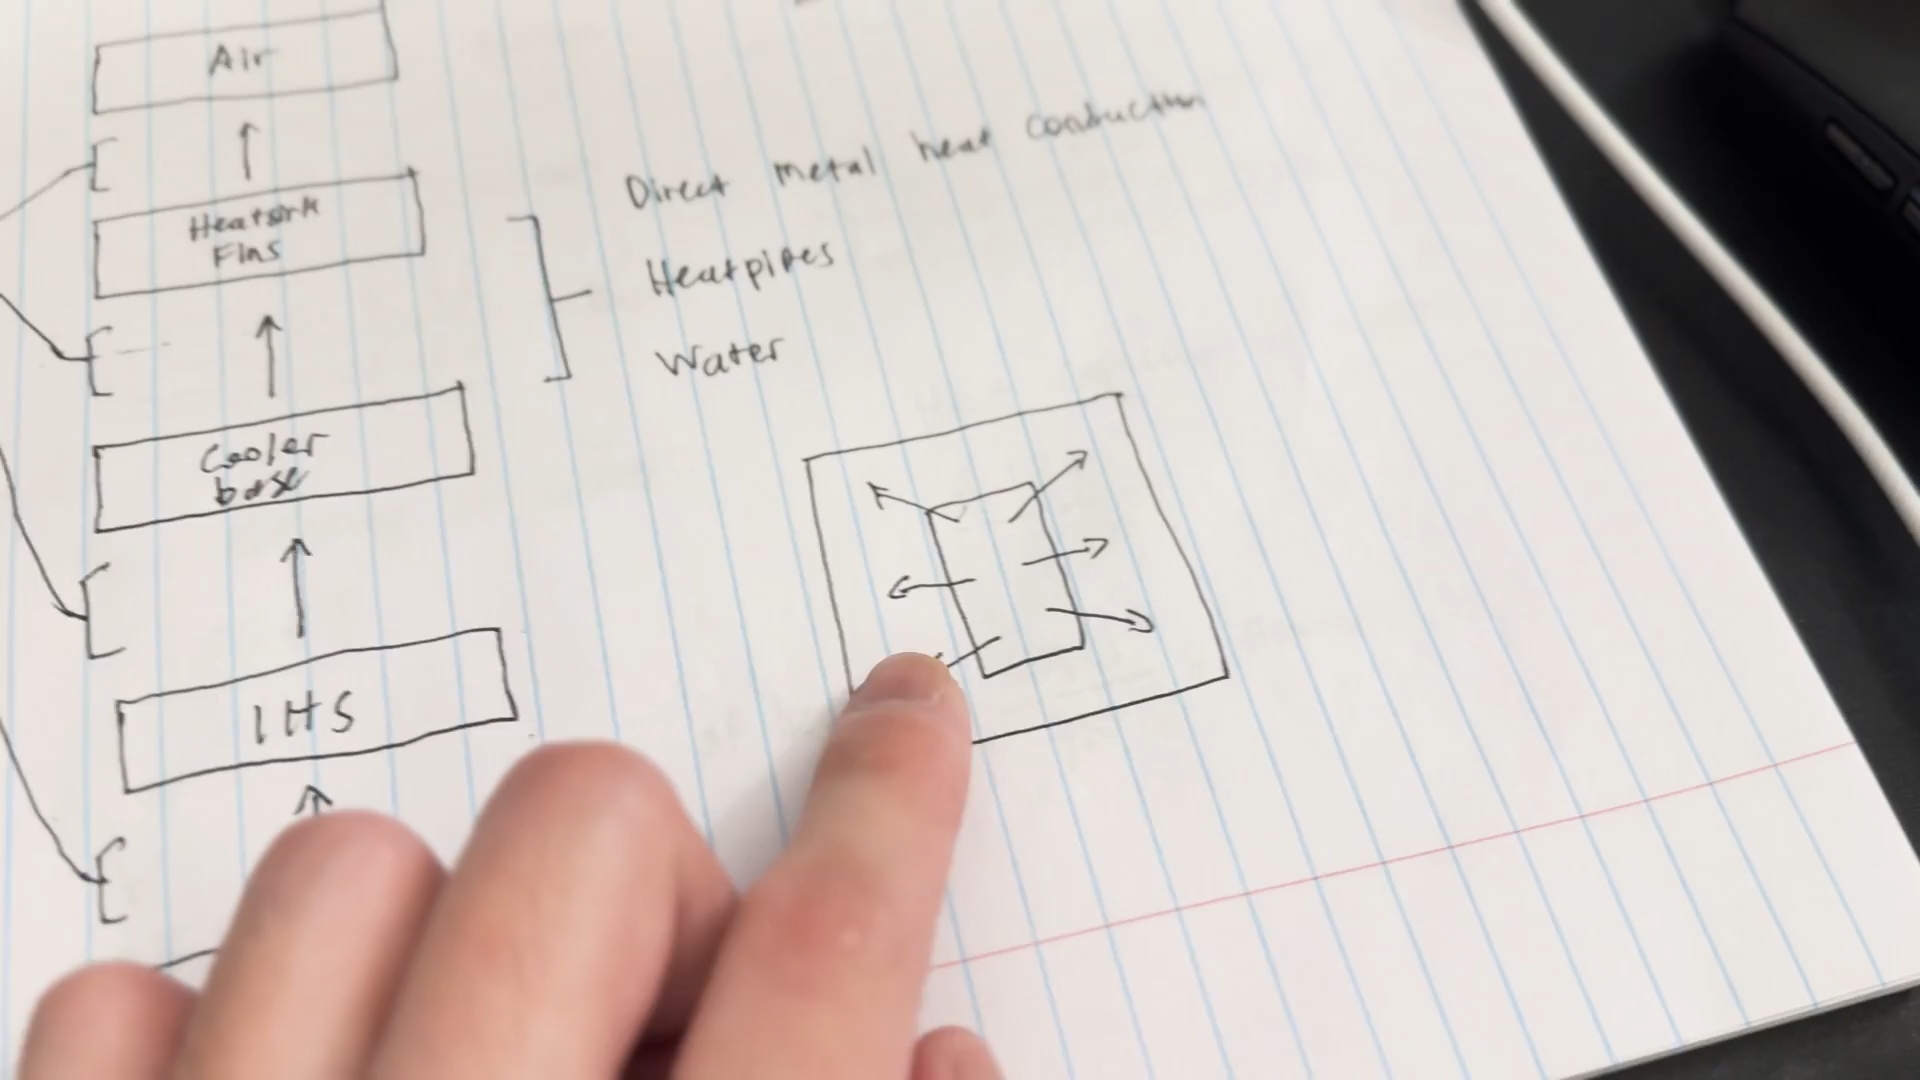 Air
Heatsink
Fins
Cooler
base
IHS
Direct metal heat conduction
Heatpipes
Water